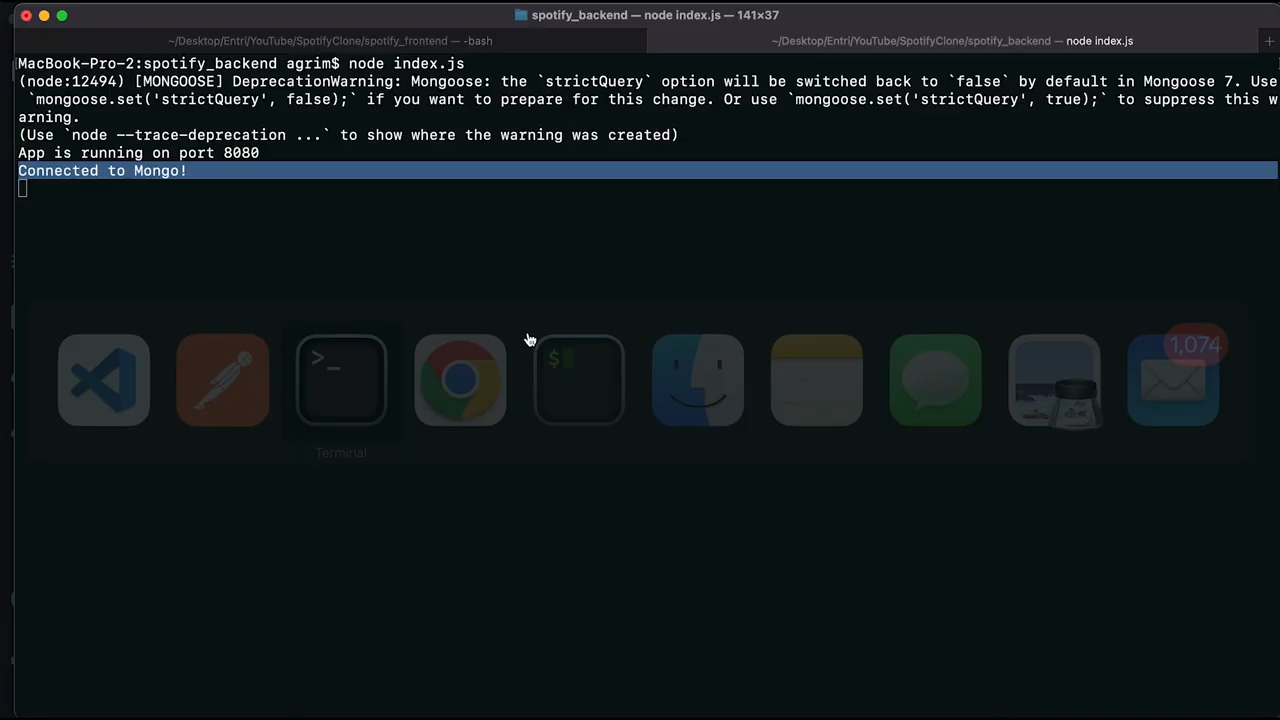 spotify_backend — node index.js — 141×37
~/Desktop/Entri/YouTube/SpotifyClone/spotify_frontend — -bash
~/Desktop/Entri/YouTube/SpotifyClone/spotify_backend — node index.js
+
MacBook-Pro-2:spotify_backend agrim$ node index.js
(node:12494) [MONGOOSE] DeprecationWarning: Mongoose: the `strictQuery` option will be switched back to `false` by default in Mongoose 7. Use
`mongoose.set('strictQuery', false);` if you want to prepare for this change. Or use `mongoose.set('strictQuery', true);` to suppress this w
arning.
(Use `node --trace-deprecation ...` to show where the warning was created)
App is running on port 8080
Connected to Mongo!
>_
$
1,074
Terminal